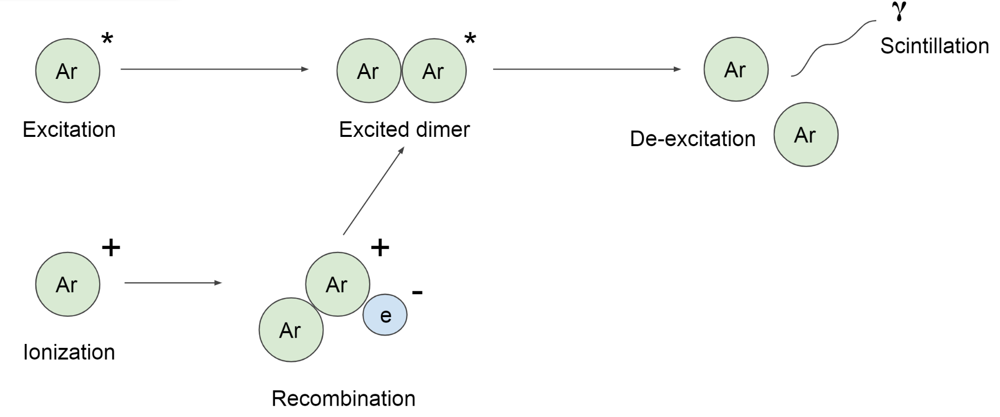 γ
Scintillation
Ar
*
Ar
Ar
*
Ar
Excitation
Excited dimer
De-excitation
Ar
Ar
+
Ar
+
e
-
Ar
Ionization
Recombination